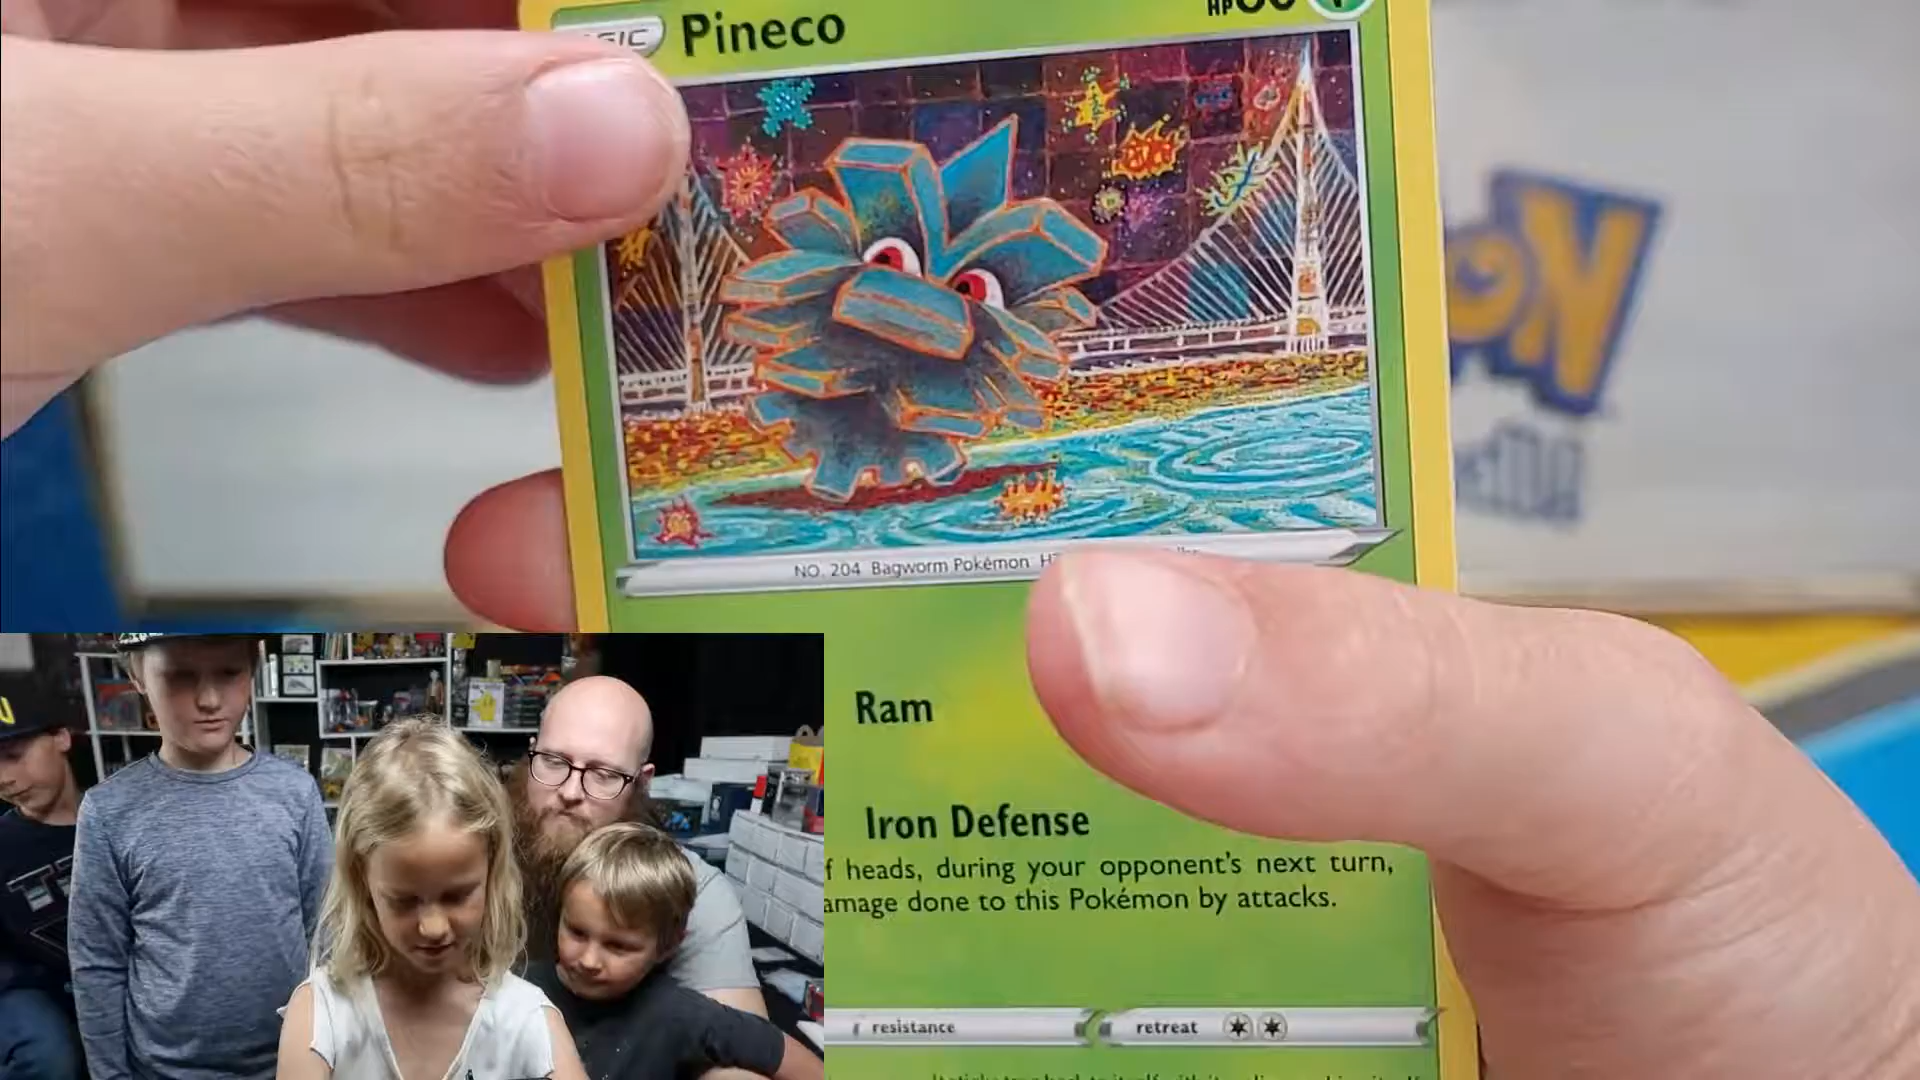 Pineco
NO. 204 Bagworm Pokémon
Ram
Iron Defense
f heads, during your opponent's next turn,
amage done to this Pokémon by attacks.
resistance
retreat